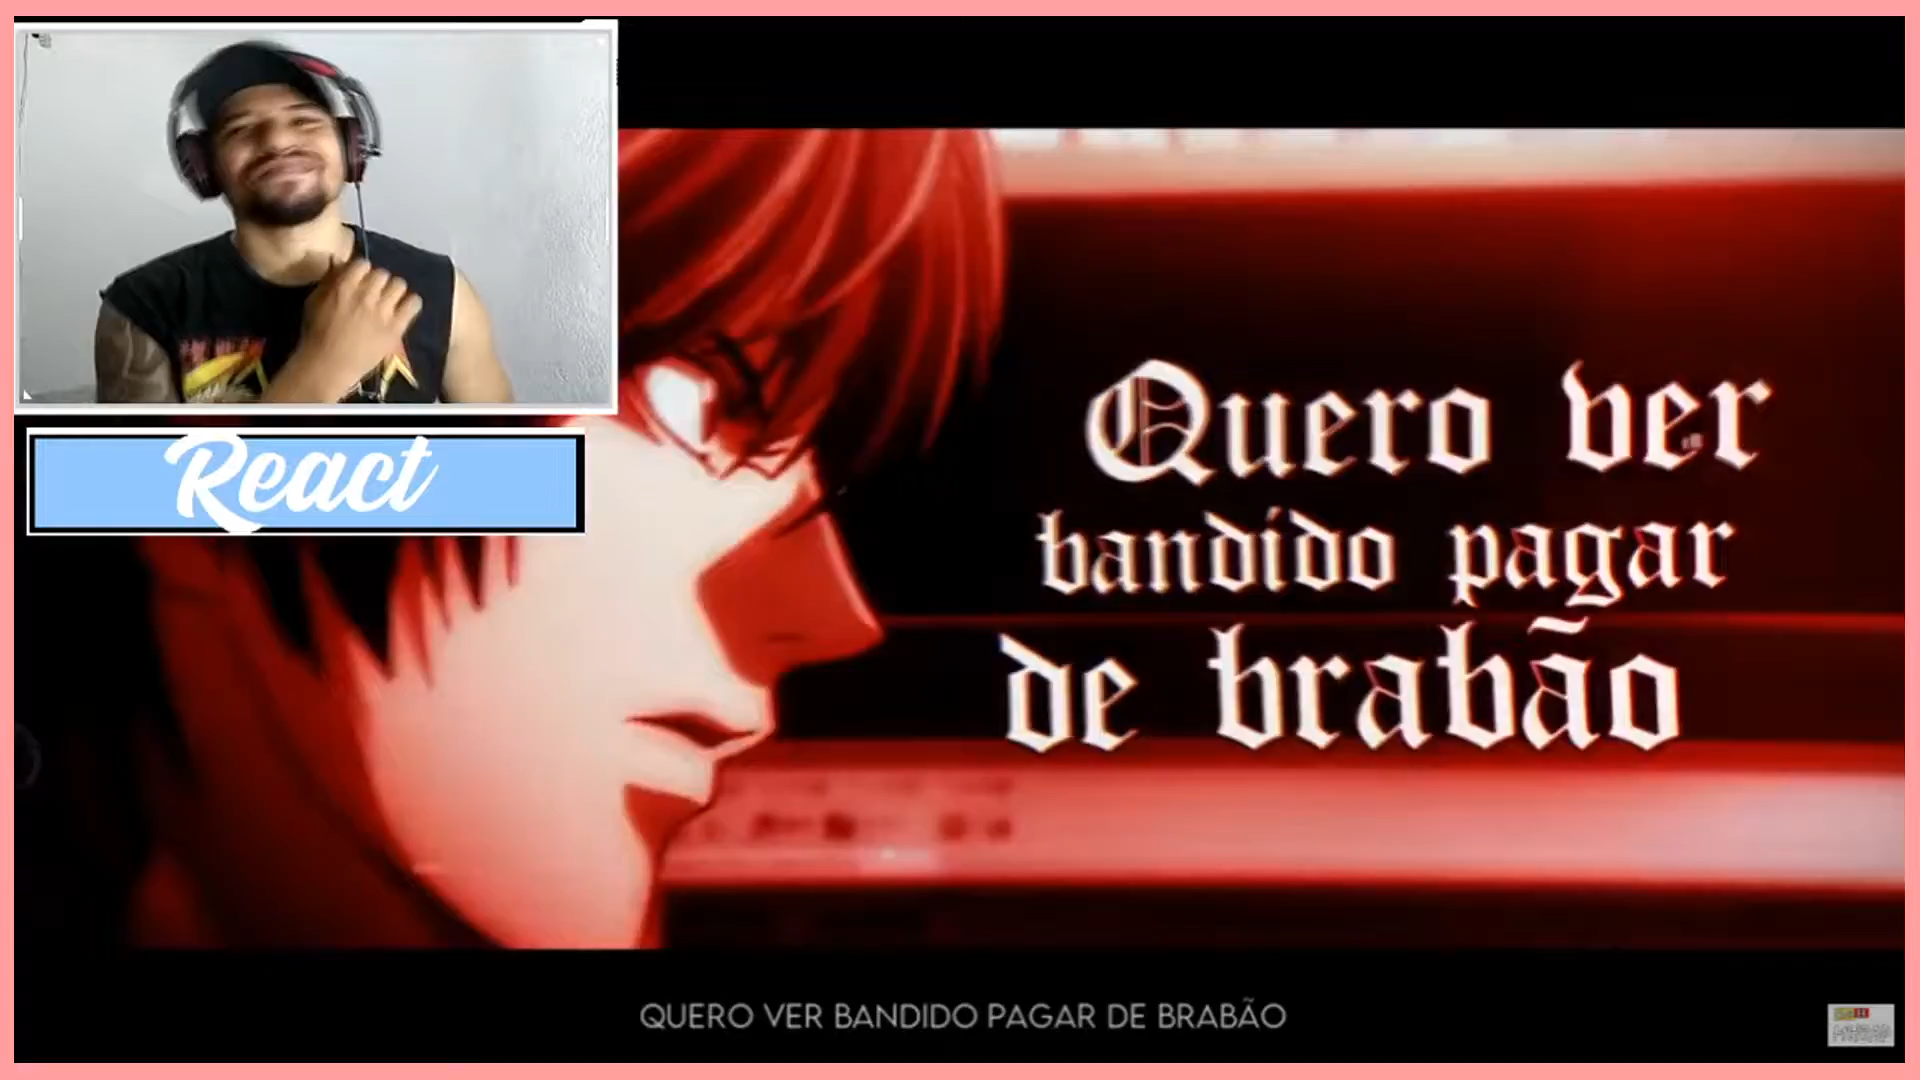 React
Quero ver
bandido pagar
de brabão
QUERO VER BANDIDO PAGAR DE BRABÃO